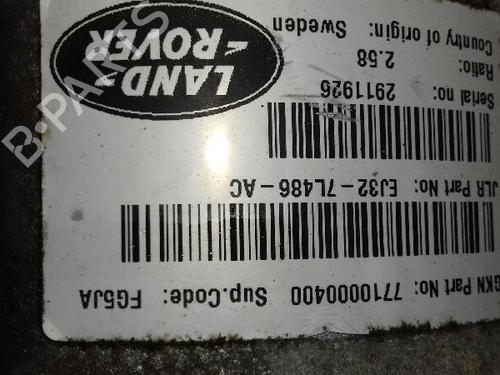 GKN Part No: 7710000400 Sup.Code: FG5JA
JLR Part No: EJ32-7L486-AC
Serial no: 2911925
Ratio: 2.58
Country of origin: Sweden
LAND
ROVER
B-PARTS